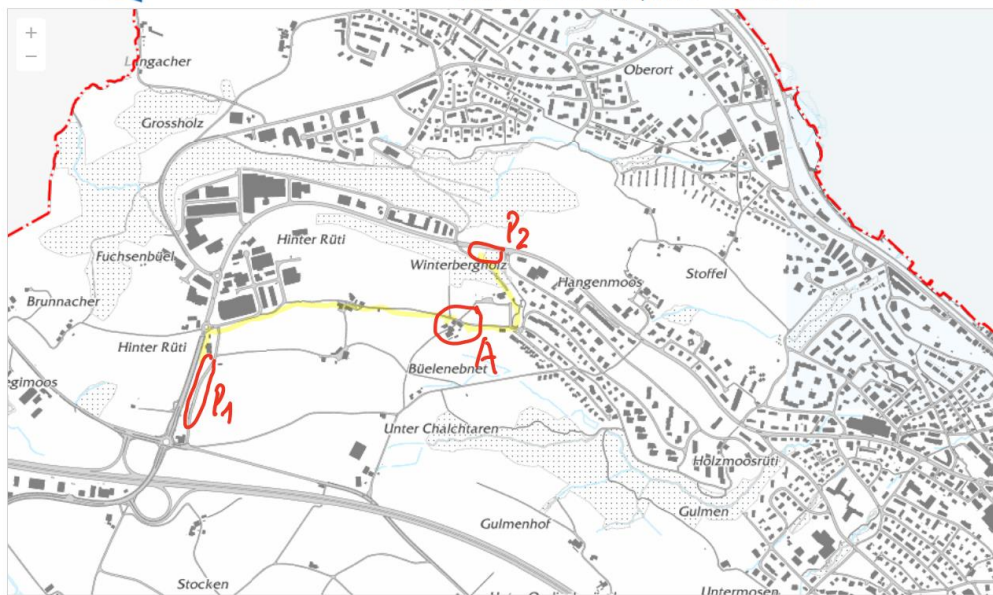 +
−
Langacher
Oberort
Grossholz
P2
Hinter Rüti
Fuchsenbüel
Winterbergholz
Stoffel
Hangenmoos
Brunnacher
Hinter Rüti
A
Büelenebnet
egimoos
P1
Unter Chalchtaren
Holzmoosrüti
Gulmen
Gulmenhof
Stocken
Untermosen